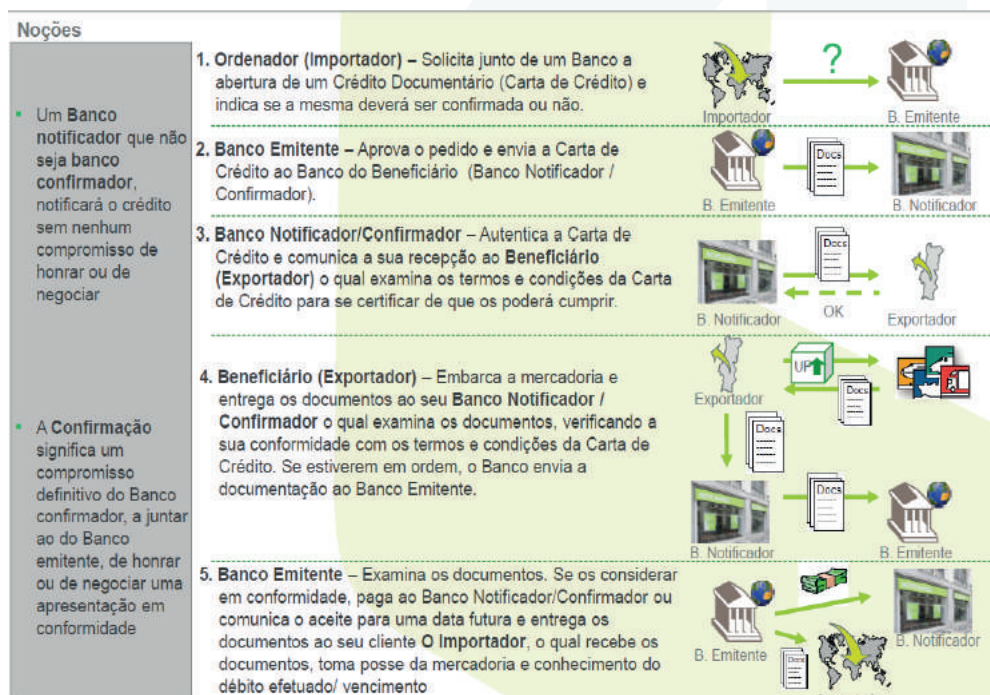 Noções
Um Banco
notificador que não
seja banco
confirmador,
notificará o crédito
sem nenhum
compromisso de
honrar ou de
negociar
A Confirmação
significa um
compromisso
definitivo do Banco
confirmador, a juntar
ao do Banco
emitente, de honrar
ou de negociar uma
apresentação em
conformidade
1. Ordenador (Importador) – Solicita junto de um Banco a
abertura de um Crédito Documentário (Carta de Crédito) e
indica se a mesma deverá ser confirmada ou não.
?
Importador
B. Emitente
2. Banco Emitente – Aprova o pedido e envia a Carta de
Crédito ao Banco do Beneficiário (Banco Notificador /
Confirmador).
Docs
B. Emitente
B. Notificador
3. Banco Notificador/Confirmador – Autentica a Carta de
Crédito e comunica a sua recepção ao Beneficiário
(Exportador) o qual examina os termos e condições da Carta
de Crédito para se certificar de que os poderá cumprir.
Docs
OK
B. Notificador
Exportador
4. Beneficiário (Exportador) – Embarca a mercadoria e
entrega os documentos ao seu Banco Notificador /
Confirmador o qual examina os documentos, verificando a
sua conformidade com os termos e condições da Carta de
Crédito. Se estiverem em ordem, o Banco envia a
documentação ao Banco Emitente.
UP
Exportador
Docs
Docs
Docs
B. Notificador
B. Emitente
5. Banco Emitente – Examina os documentos. Se os considerar
em conformidade, paga ao Banco Notificador/Confirmador ou
comunica o aceite para uma data futura e entrega os
documentos ao seu cliente O Importador, o qual recebe os
documentos, toma posse da mercadoria e conhecimento do
débito efetuado/ vencimento
B. Emitente
B. Notificador
Docs